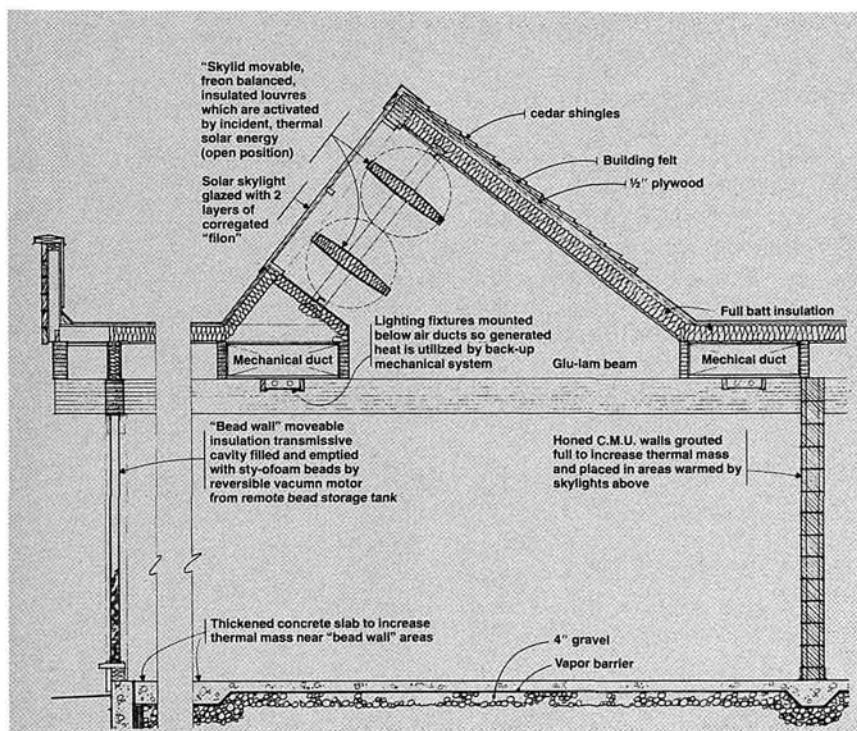 "Skylid movable,
freon balanced,
insulated louvres
which are activated
by incident, thermal
solar energy
(open position)
Solar skylight
glazed with 2
layers of
corregated
"filon"
cedar shingles
Building felt
½" plywood
Full batt insulation
Lighting fixtures mounted
below air ducts so generated
heat is utilized by back-up
mechanical system
Mechanical duct
Glu-lam beam
Mechical duct
"Bead wall" moveable
insulation transmissive
cavity filled and emptied
with sty-ofoam beads by
reversible vacumn motor
from remote bead storage tank
Honed C.M.U. walls grouted
full to increase thermal mass
and placed in areas warmed by
skylights above
Thickened concrete slab to increase
thermal mass near "bead wall" areas
4" gravel
Vapor barrier